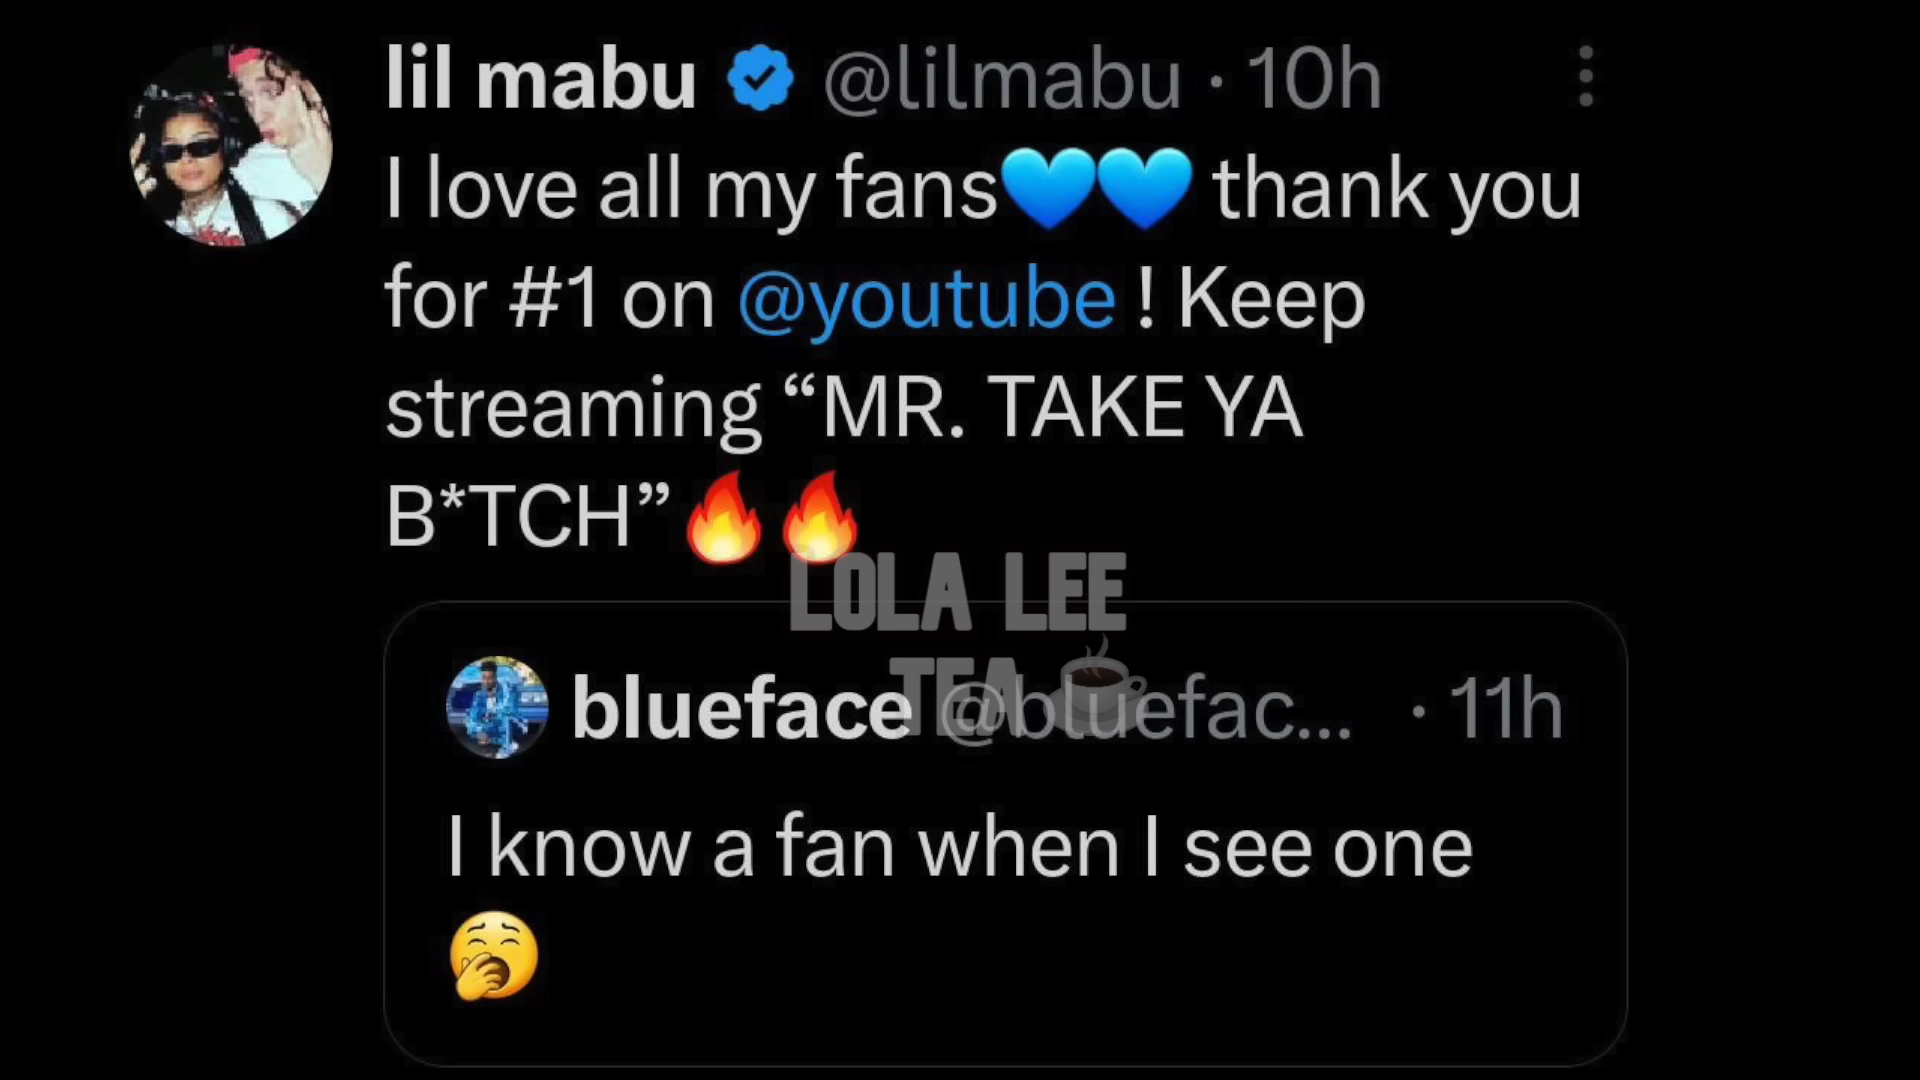 lil mabu @lilmabu · 10h
I love all my fans💙💙 thank you
for #1 on @youtube ! Keep
streaming “MR. TAKE YA
B*TCH”🔥🔥
LOLA LEE
TEA
blueface @bluefac... · 11h
I know a fan when I see one
🥱